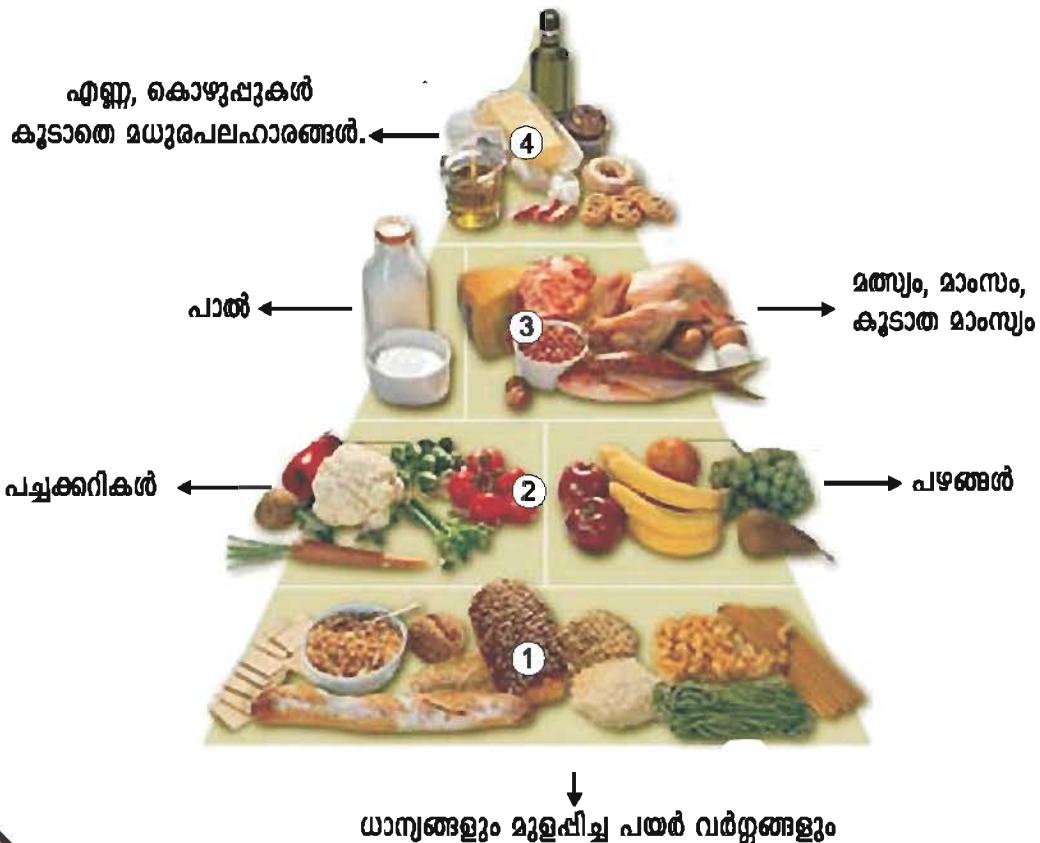 എണ്ണ, കൊഴുപ്പുകൾ
കൂടാതെ മധുരപലഹാരങ്ങൾ.
4
പാൽ
3
മത്സ്യം, മാംസം,
കൂടാത മാംസ്യം
പച്ചക്കറികൾ
2
പഴങ്ങൾ
1
ധാന്യങ്ങളും മുളപ്പിച്ച പയർ വർഗ്ഗങ്ങളും